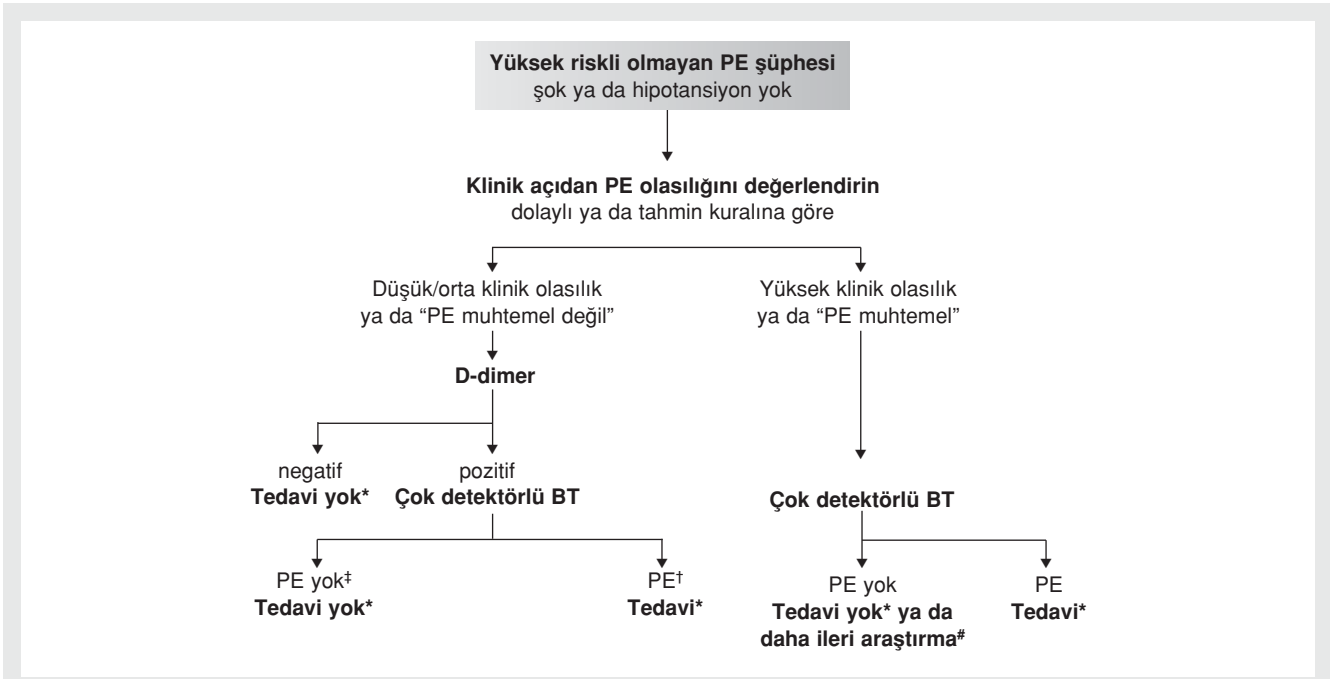 Yüksek riskli olmayan PE şüphesi
şok ya da hipotansiyon yok
Klinik açıdan PE olasılığını değerlendirin
dolaylı ya da tahmin kuralına göre
Düşük/orta klinik olasılık
ya da “PE muhtemel değil”
Yüksek klinik olasılık
ya da “PE muhtemel”
D-dimer
negatif
Tedavi yok*
pozitif
Çok detektörlü BT
Çok detektörlü BT
PE yok‡
Tedavi yok*
PE†
Tedavi*
PE yok
Tedavi yok* ya da
daha ileri araştırma#
PE
Tedavi*